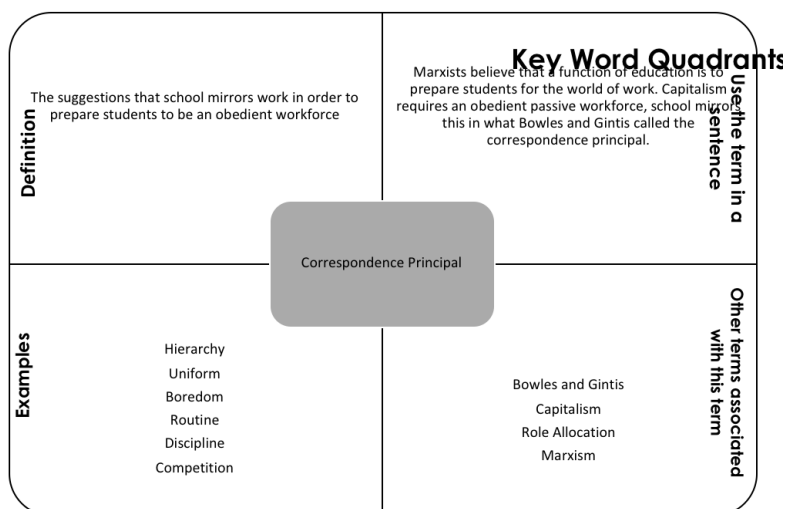 Key Word Quadrants
Definition
The suggestions that school mirrors work in order to
prepare students to be an obedient workforce
Marxists believe that a function of education is to
prepare students for the world of work. Capitalism
requires an obedient passive workforce, school mirrors
this in what Bowles and Gintis called the
correspondence principal.
Use the term in a
sentence
Correspondence Principal
Examples
Hierarchy
Uniform
Boredom
Routine
Discipline
Competition
Bowles and Gintis
Capitalism
Role Allocation
Marxism
Other terms associated
with this term